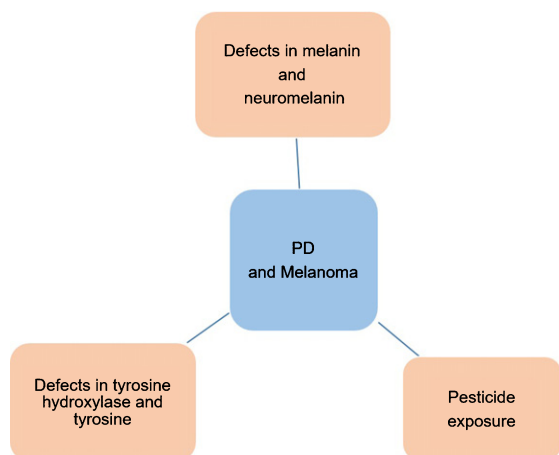 Defects in melanin
and
neuromelanin
PD
and Melanoma
Defects in tyrosine
hydroxylase and
tyrosine
Pesticide
exposure